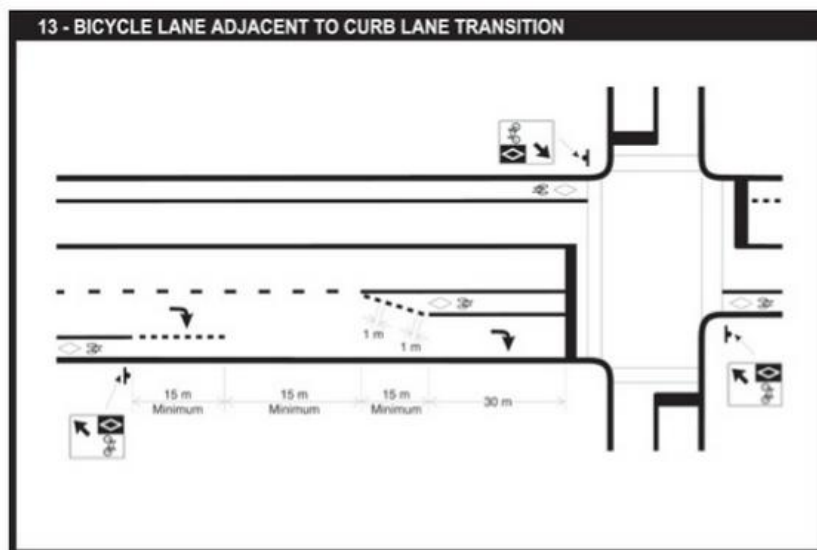 13 - BICYCLE LANE ADJACENT TO CURB LANE TRANSITION
1 m
1 m
15 m
Minimum
15 m
Minimum
15 m
Minimum
30 m